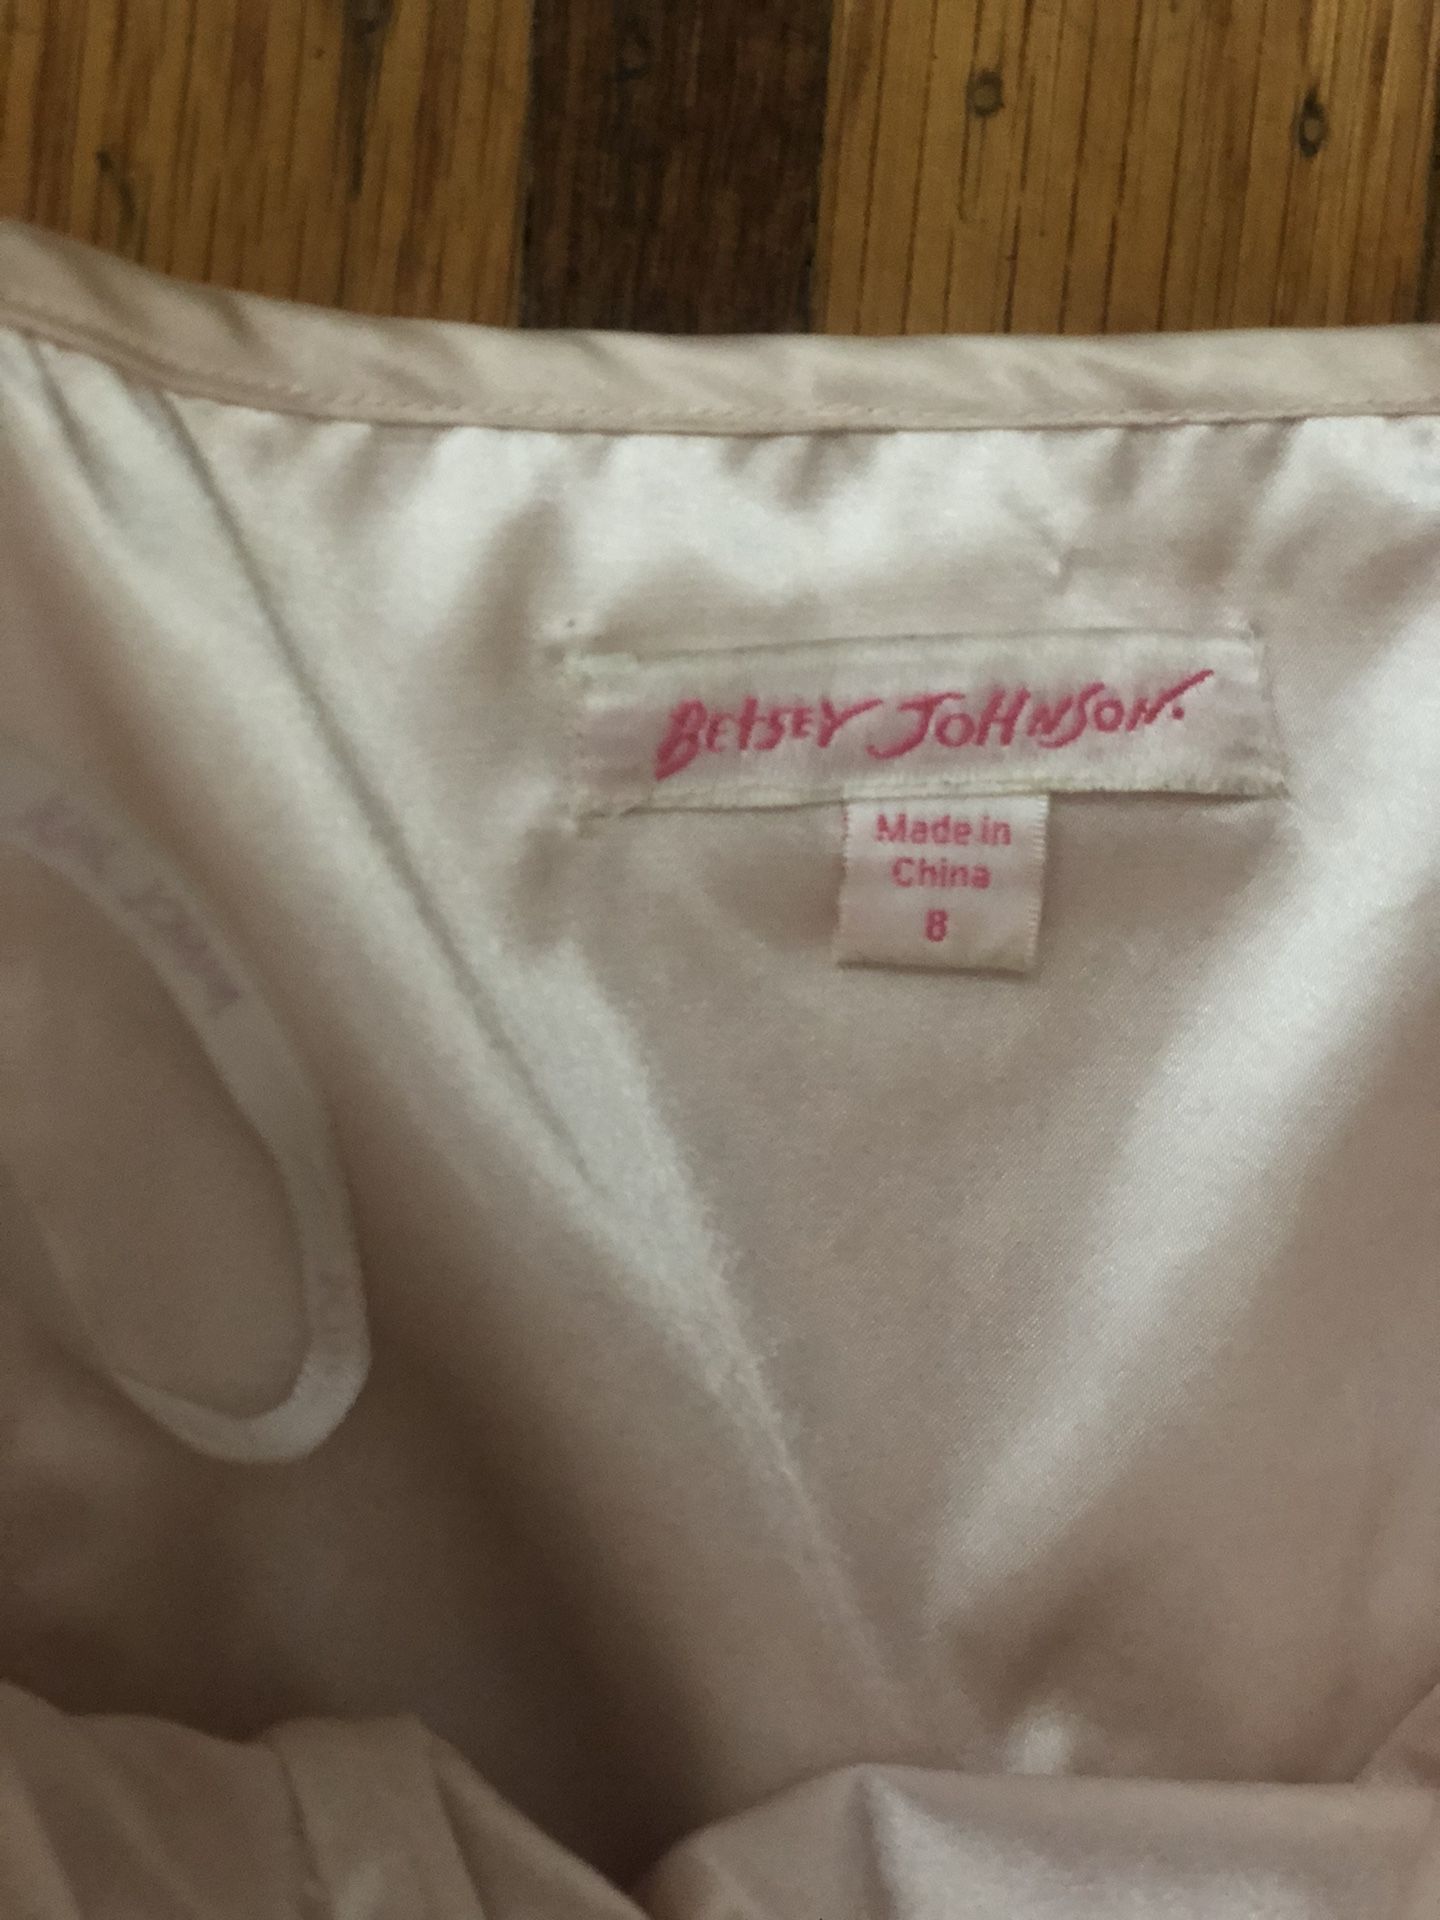 BETSEY JOHNSON.
Made in
China
8